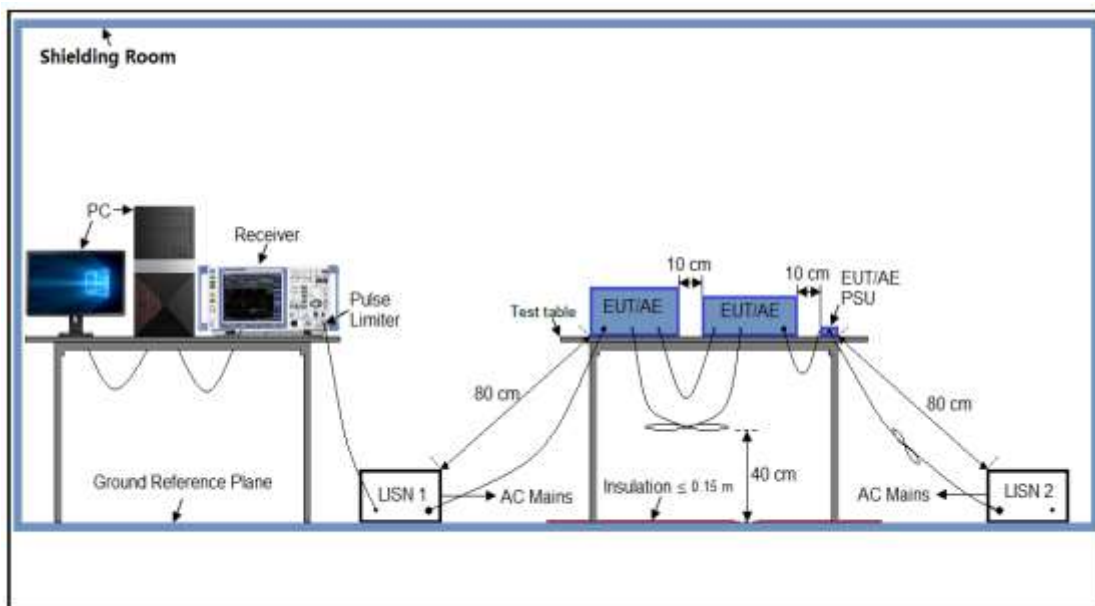 Shielding Room
PC
Receiver
Pulse
Limiter
10 cm
10 cm
EUT/AE
PSU
EUT/AE
EUT/AE
Test table
80 cm
80 cm
40 cm
Ground Reference Plane
LISN 1
AC Mains
Insulation ≤ 0.15 m
AC Mains
LISN 2